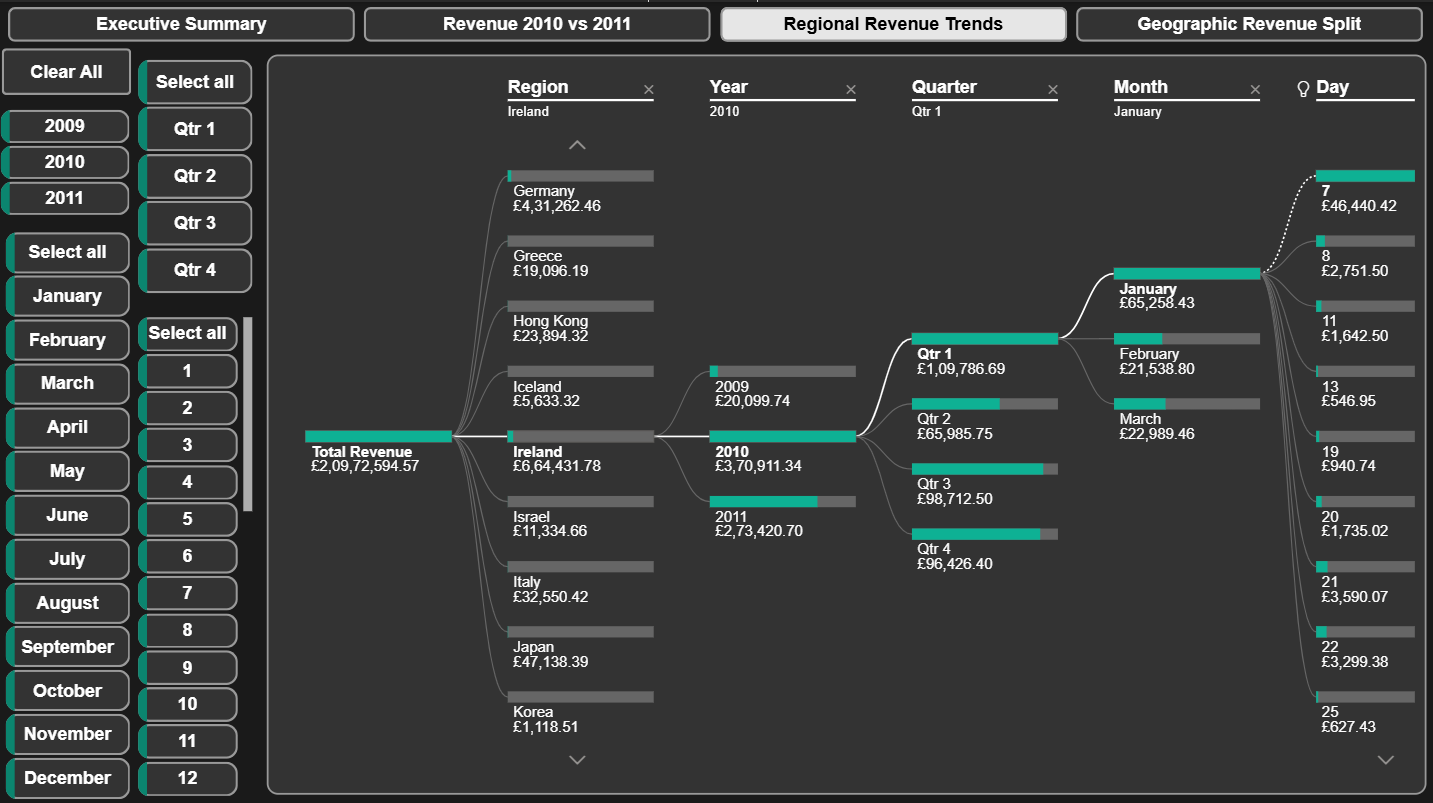 Executive Summary
Revenue 2010 vs 2011
Regional Revenue Trends
Geographic Revenue Split
Clear All
2009
2010
2011
Select all
January
February
March
April
May
June
July
August
September
October
November
December
Select all
Qtr 1
Qtr 2
Qtr 3
Qtr 4
Select all
1
2
3
4
5
6
7
8
9
10
11
12
Total Revenue
£2,09,72,594.57
Region
Ireland
Germany
£4,31,262.46
Greece
£19,096.19
Hong Kong
£23,894.32
Iceland
£5,633.32
Ireland
£6,64,431.78
Israel
£11,334.66
Italy
£32,550.42
Japan
£47,138.39
Korea
£1,118.51
Year
2010
2009
£20,099.74
2010
£3,70,911.34
2011
£2,73,420.70
Quarter
Qtr 1
Qtr 1
£1,09,786.69
Qtr 2
£65,985.75
Qtr 3
£98,712.50
Qtr 4
£96,426.40
Month
January
January
£65,258.43
February
£21,538.80
March
£22,989.46
Day
7
£46,440.42
8
£2,751.50
11
£1,642.50
13
£546.95
19
£940.74
20
£1,735.02
21
£3,590.07
22
£3,299.38
25
£627.43